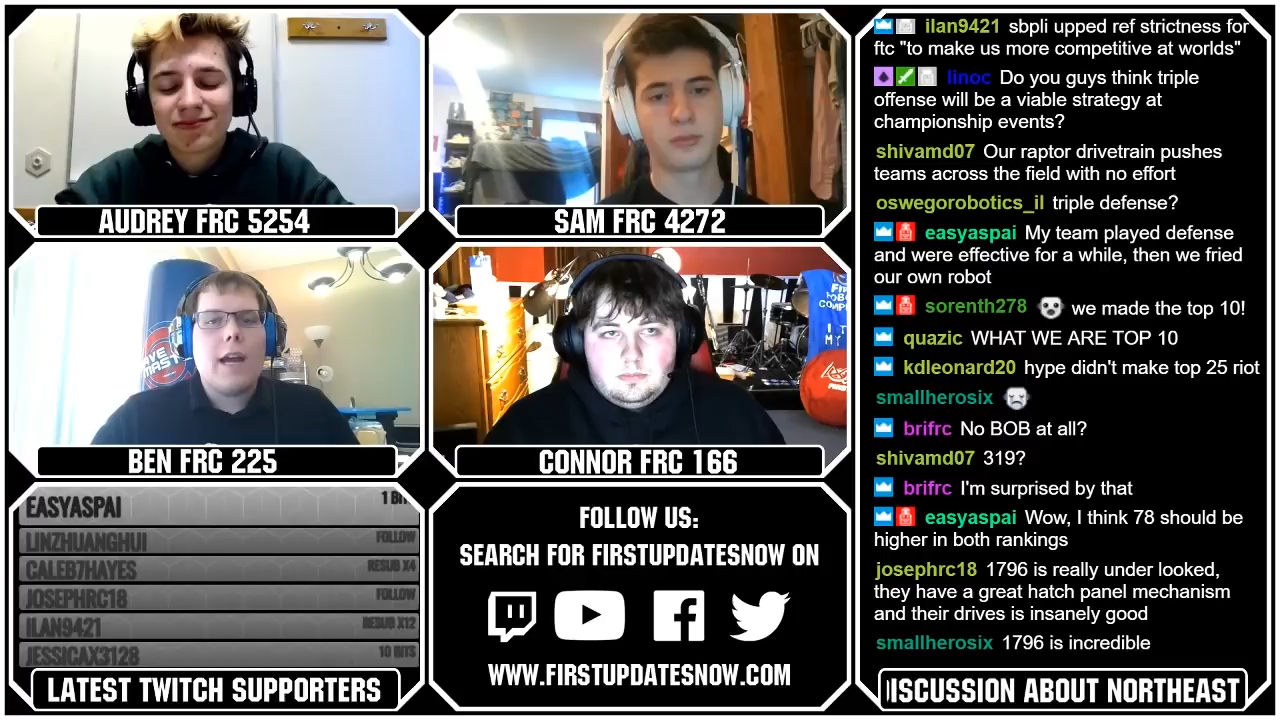 AUDREY FRC 5254
SAM FRC 4272
BEN FRC 225
CONNOR FRC 166
EASYASPAI
LINZHUANGHUI FOLLOW
CALEB7HAYES RESUB X4
JOSEPHRC18 FOLLOW
ILAN9421 RESUB X12
JESSICAX3128 10 BITS
LATEST TWITCH SUPPORTERS
FOLLOW US:
SEARCH FOR FIRSTUPDATESNOW ON
WWW.FIRSTUPDATESNOW.COM
ilan9421 sbpli upped ref strictness for
ftc "to make us more competitive at worlds"
linoc Do you guys think triple
offense will be a viable strategy at
championship events?
shivamd07 Our raptor drivetrain pushes
teams across the field with no effort
oswegorobotics_il triple defense?
easyaspai My team played defense
and were effective for a while, then we fried
our own robot
sorenth278 we made the top 10!
quazic WHAT WE ARE TOP 10
kdleonard20 hype didn't make top 25 riot
smallherosix
brifrc No BOB at all?
shivamd07 319?
brifrc I'm surprised by that
easyaspai Wow, I think 78 should be
higher in both rankings
josephrc18 1796 is really under looked,
they have a great hatch panel mechanism
and their drives is insanely good
smallherosix 1796 is incredible
ISCUSSION ABOUT NORTHEAST